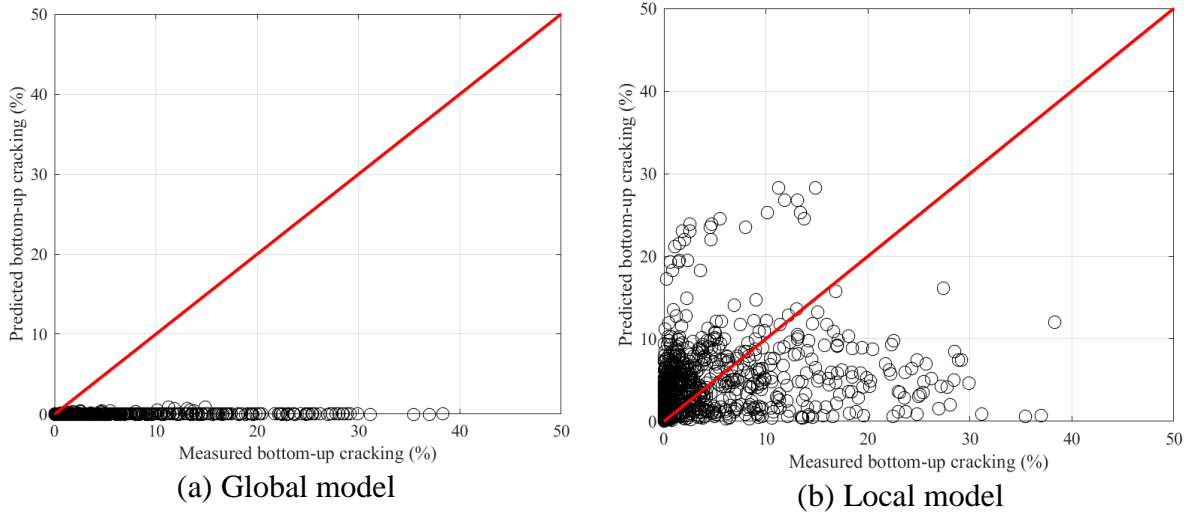 50
40
30
20
10
0
0 10 20 30 40 50
Predicted bottom-up cracking (%)
Measured bottom-up cracking (%)
(a) Global model
50
40
30
20
10
0
0 10 20 30 40 50
Predicted bottom-up cracking (%)
Measured bottom-up cracking (%)
(b) Local model